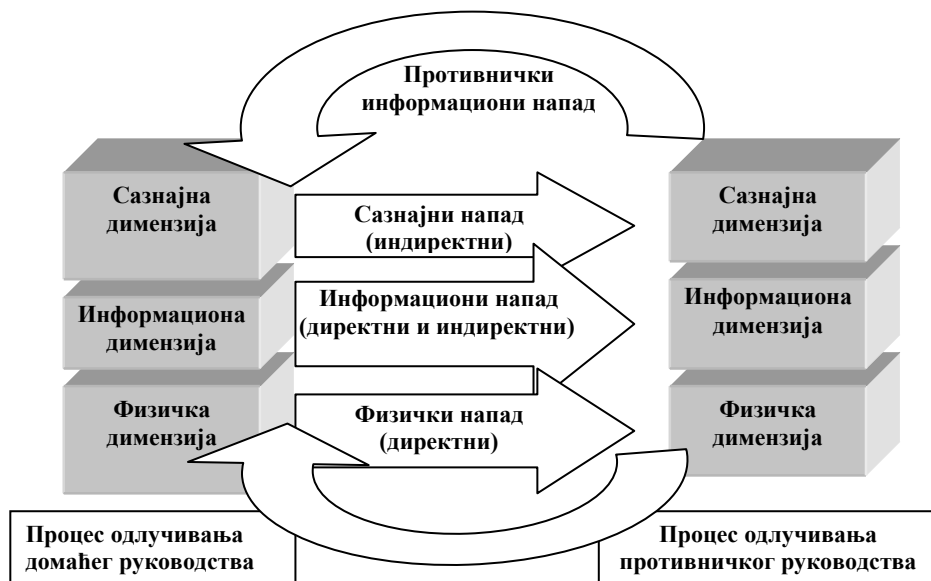 Противнички
информациони напад
Сазнајна
димензија
Сазнајни напад
(индиректни)
Сазнајна
димензија
Информациона
димензија
Информациони напад
(директни и индиректни)
Информациона
димензија
Физичка
димензија
Физички напад
(директни)
Физичка
димензија
Процес одлучивања
домаћег руководства
Процес одлучивања
противничког руководства